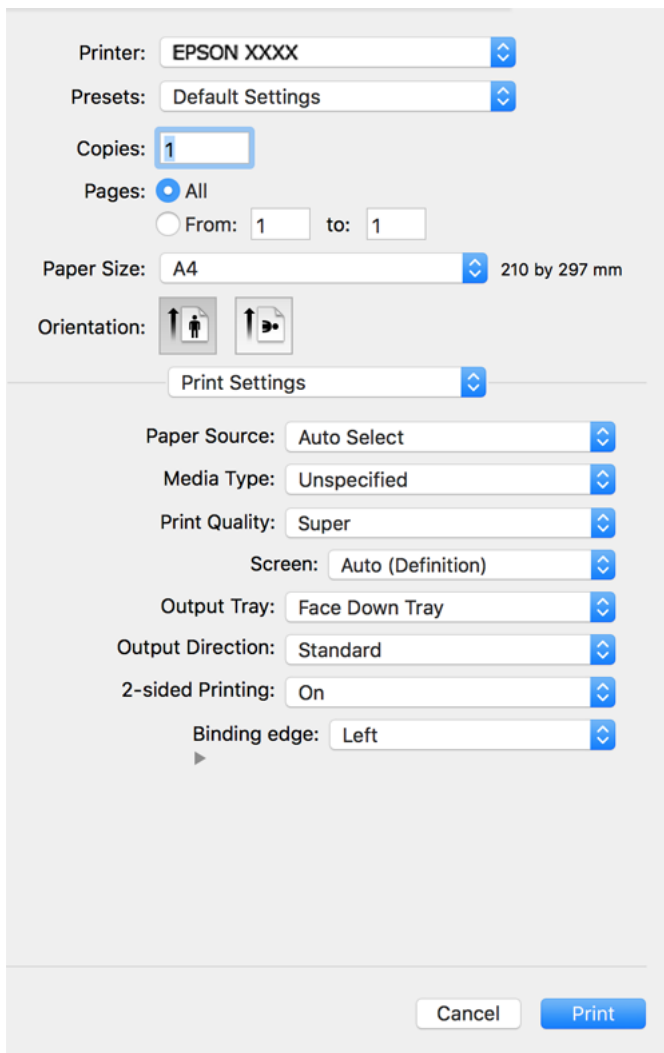 Printer: EPSON XXXX
Presets: Default Settings
Copies: 1
Pages: All
From: 1 to: 1
Paper Size: A4 210 by 297 mm
Orientation:
Print Settings
Paper Source: Auto Select
Media Type: Unspecified
Print Quality: Super
Screen: Auto (Definition)
Output Tray: Face Down Tray
Output Direction: Standard
2-sided Printing: On
Binding edge: Left
Cancel Print